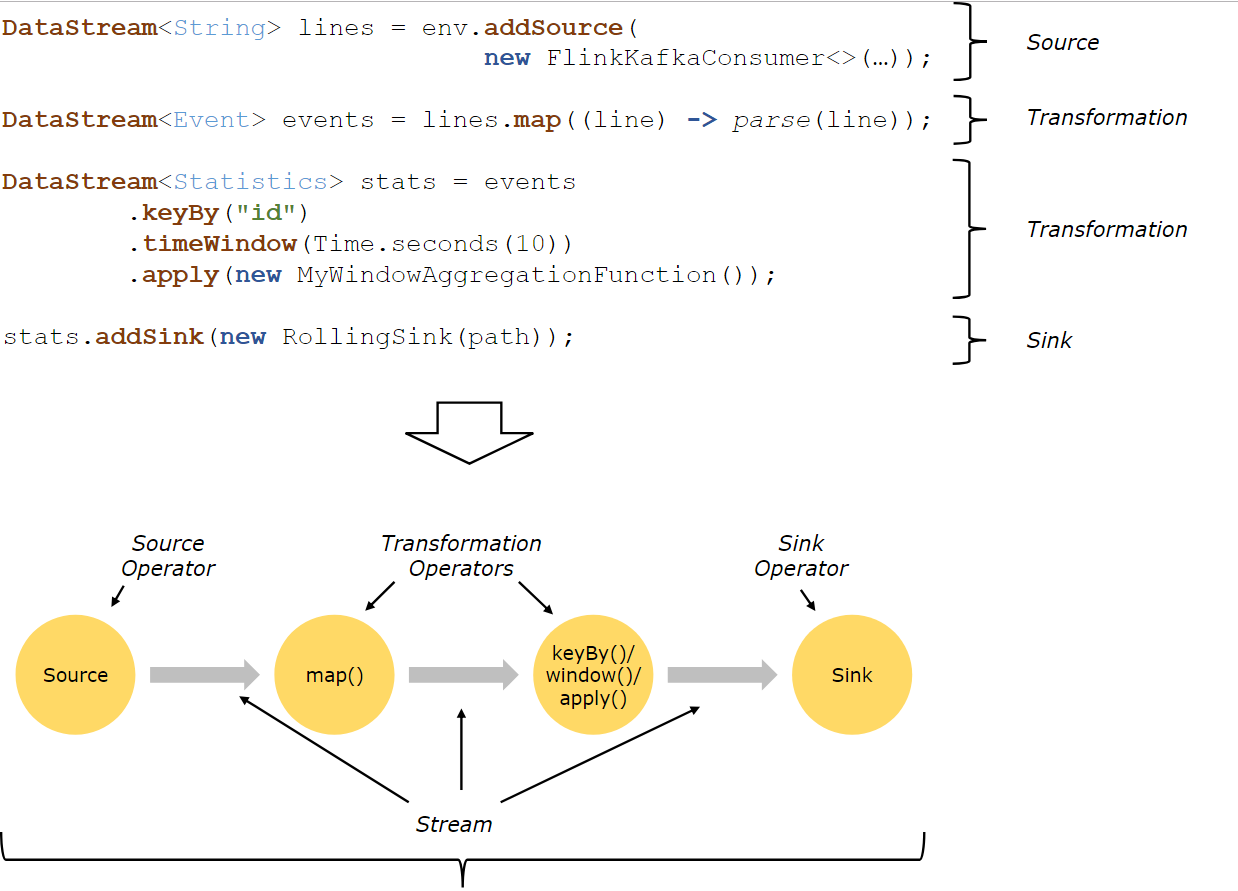 DataStream<String> lines = env.addSource(
new FlinkKafkaConsumer<>(…));
Source
DataStream<Event> events = lines.map((line) -> parse(line));
Transformation
DataStream<Statistics> stats = events
.keyBy("id")
.timeWindow(Time.seconds(10))
.apply(new MyWindowAggregationFunction());
Transformation
stats.addSink(new RollingSink(path));
Sink
Source
Operator
Transformation
Operators
Sink
Operator
Source
map()
keyBy()/
window()/
apply()
Sink
Stream